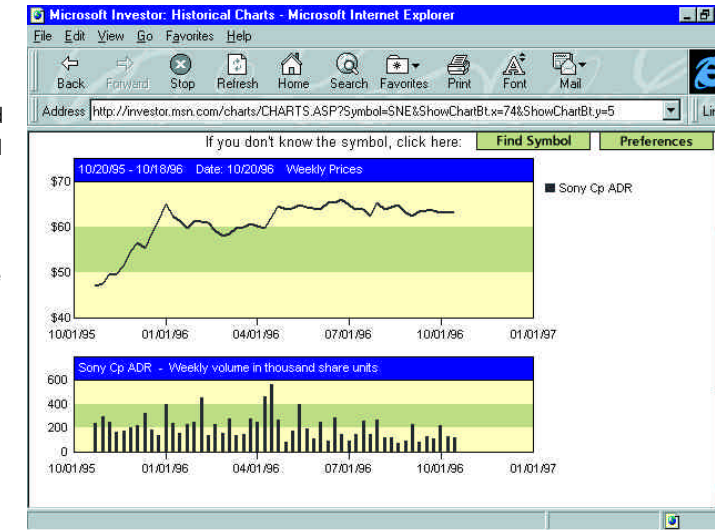 Microsoft Investor: Historical Charts - Microsoft Internet Explorer
File Edit View Go Favorites Help
Back Forward Stop Refresh Home Search Favorites Print Font Mail
Address http://investor.msn.com/charts/CHARTS.ASP?Symbol=SNE&ShowChartBt.x=74&ShowChartBt.y=5
If you don't know the symbol, click here: Find Symbol Preferences
10/20/95 - 10/18/96 Date: 10/20/96 Weekly Prices
$70
Sony Cp ADR
$60
$50
$40
10/01/95 01/01/96 04/01/96 07/01/96 10/01/96 01/01/97
Sony Cp ADR - Weekly volume in thousand share units
600
400
200
0
10/01/95 01/01/96 04/01/96 07/01/96 10/01/96 01/01/97